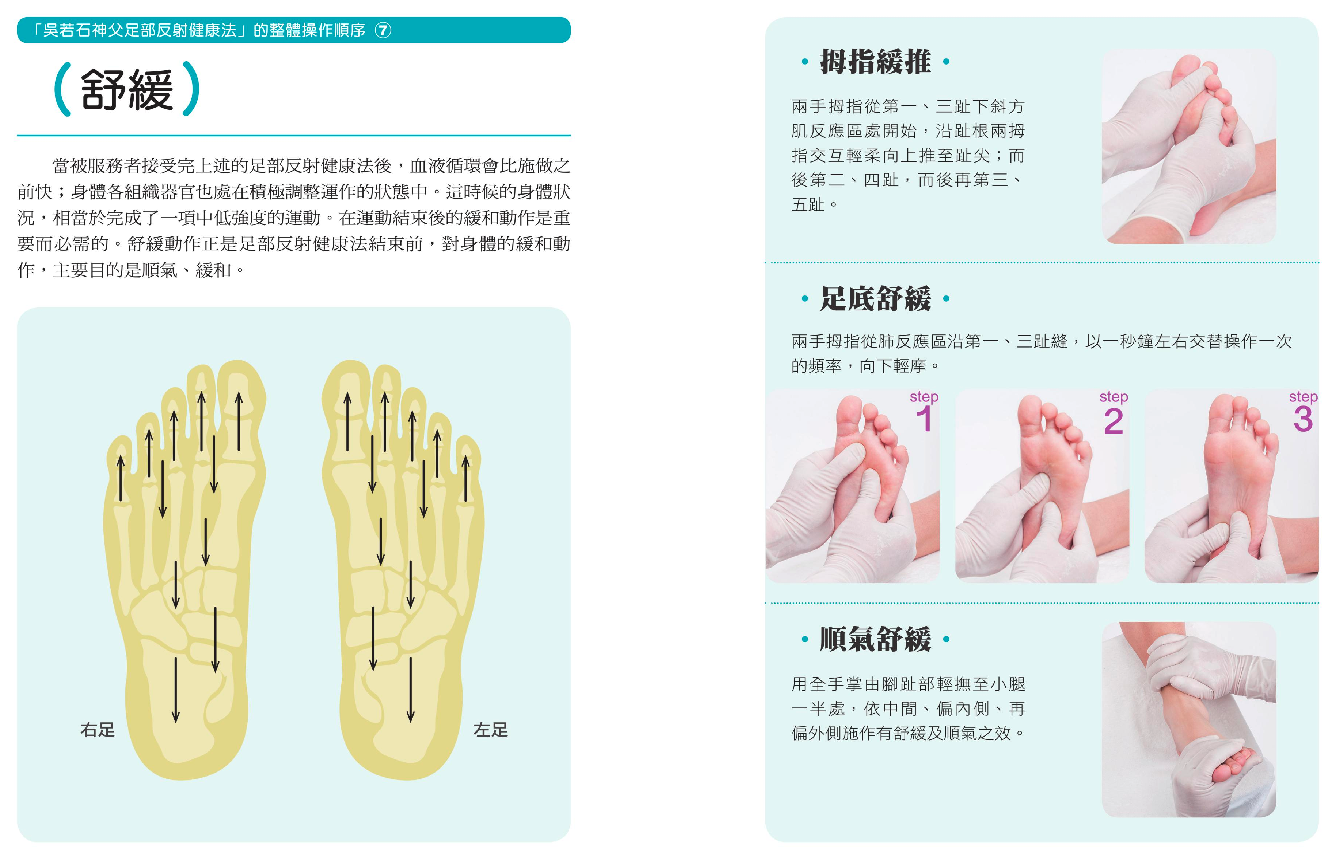 「吳若石神父足部反射健康法」的整體操作順序 ⑦
(舒緩)
當被服務者接受完上述的足部反射健康法後，血液循環會比施做之
前快；身體各組織器官也處在積極調整運作的狀態中。這時候的身體狀
況，相當於完成了一項中低強度的運動。在運動結束後的緩和動作是重
要而必需的。舒緩動作正是足部反射健康法結束前，對身體的緩和動
作，主要目的是順氣、緩和。
右足
左足
·拇指緩推·
兩手拇指從第一、三趾下斜方
肌反應區處開始，沿趾根兩拇
指交互輕柔向上推至趾尖；而
後第二、四趾，而後再第三、
五趾。
·足底舒緩·
兩手拇指從肺反應區沿第一、三趾縫，以一秒鐘左右交替操作一次
的頻率，向下輕摩。
step
1
step
2
step
3
·順氣舒緩·
用全手掌由腳趾部輕撫至小腿
一半處，依中間、偏內側、再
偏外側施作有舒緩及順氣之效。